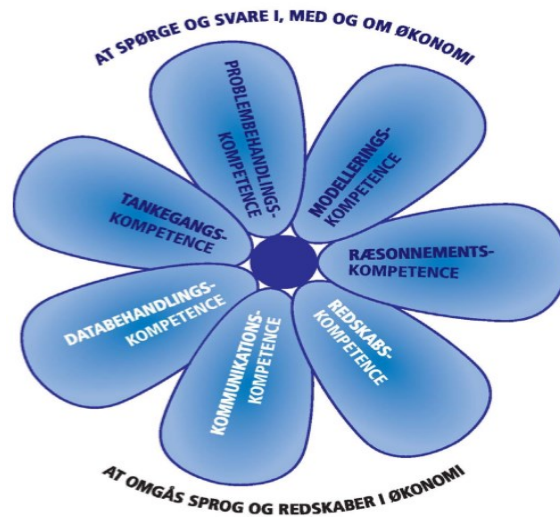 AT SPØRGE OG SVARE I, MED OG OM ØKONOMI
TANKEGANGS-
KOMPETENCE
PROBLEMBEHANDLINGS-
KOMPETENCE
MODELLERINGS-
KOMPETENCE
RÆSONNEMENTS-
KOMPETENCE
DATABEHANDLINGS-
KOMPETENCE
KOMMUNIKATIONS-
KOMPETENCE
REDSKABS-
KOMPETENCE
AT OMGÅS SPROG OG REDSKABER I ØKONOMI